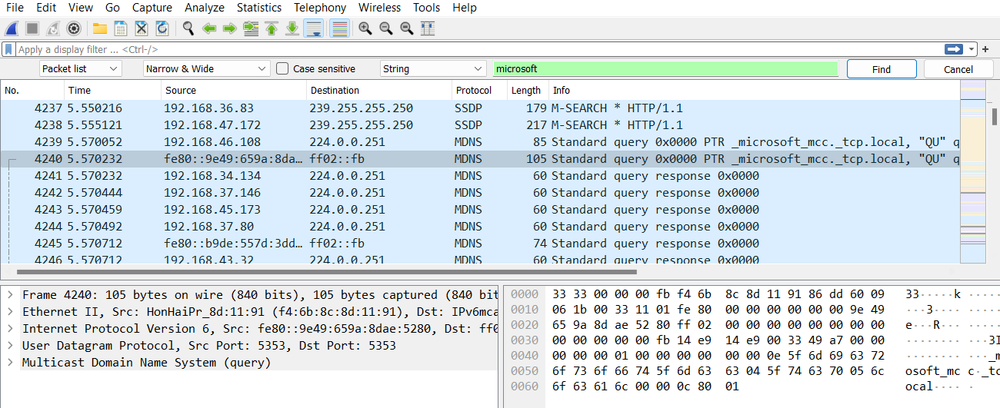 File Edit View Go Capture Analyze Statistics Telephony Wireless Tools Help
Apply a display filter ... <Ctrl-/>
Packet list Narrow & Wide Case sensitive String microsoft Find Cancel
No. Time Source Destination Protocol Length Info
4237 5.550216 192.168.36.83 239.255.255.250 SSDP 179 M-SEARCH * HTTP/1.1
4238 5.555121 192.168.47.172 239.255.255.250 SSDP 217 M-SEARCH * HTTP/1.1
4239 5.570052 192.168.46.108 224.0.0.251 MDNS 85 Standard query 0x0000 PTR _microsoft_mcc._tcp.local, "QU" q
4240 5.570232 fe80::9e49:659a:8da… ff02::fb MDNS 105 Standard query 0x0000 PTR _microsoft_mcc._tcp.local, "QU" q
4241 5.570232 192.168.34.134 224.0.0.251 MDNS 60 Standard query response 0x0000
4242 5.570444 192.168.37.146 224.0.0.251 MDNS 60 Standard query response 0x0000
4243 5.570459 192.168.45.173 224.0.0.251 MDNS 60 Standard query response 0x0000
4244 5.570492 192.168.37.80 224.0.0.251 MDNS 60 Standard query response 0x0000
4245 5.570712 fe80::b9de:557d:3dd… ff02::fb MDNS 74 Standard query response 0x0000
4246 5.570712 192.168.43.32 224.0.0.251 MDNS 60 Standard query response 0x0000
Frame 4240: 105 bytes on wire (840 bits), 105 bytes captured (840 bit
Ethernet II, Src: HonHaiPr_8d:11:91 (f4:6b:8c:8d:11:91), Dst: IPv6mca
Internet Protocol Version 6, Src: fe80::9e49:659a:8dae:5280, Dst: ff0
User Datagram Protocol, Src Port: 5353, Dst Port: 5353
Multicast Domain Name System (query)
0000 33 33 00 00 00 fb f4 6b 8c 8d 11 91 86 dd 60 09 33·····k ······
0010 06 1b 00 33 11 01 fe 80 00 00 00 00 00 00 9e 49 ···3···· ······
0020 65 9a 8d ae 52 80 ff 02 00 00 00 00 00 00 00 00 e···R··· ······
0030 00 00 00 00 00 fb 14 e9 14 e9 00 33 49 a7 00 00 ········ ···3I
0040 00 00 00 01 00 00 00 00 00 00 0e 5f 6d 69 63 72 ········ ···_m
0050 6f 73 6f 66 74 5f 6d 63 63 04 5f 74 63 70 05 6c osoft_mc c·_tc
0060 6f 63 61 6c 00 00 0c 80 01 ocal···· ·